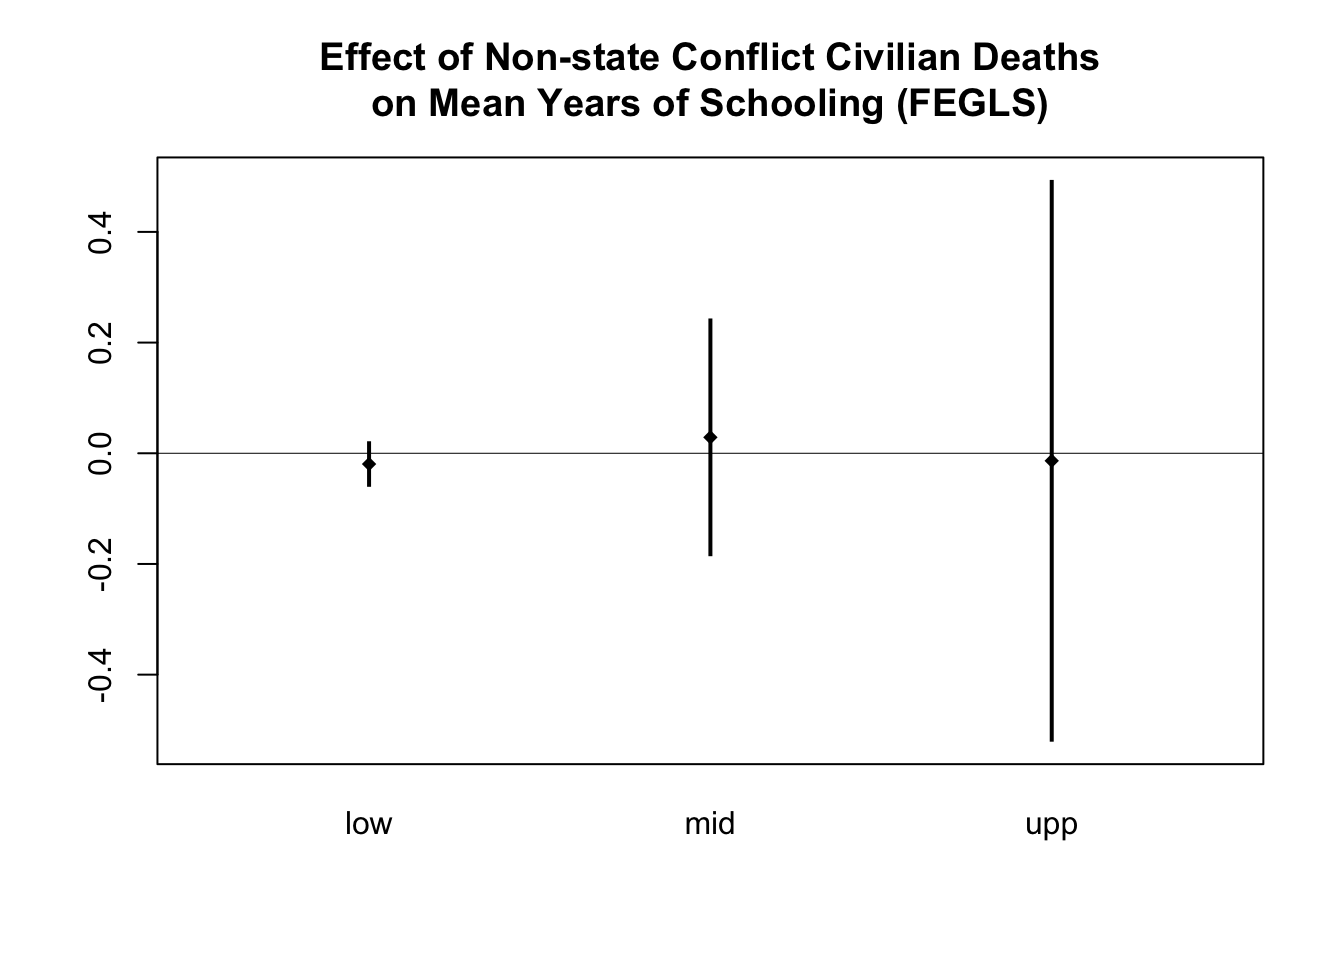 Effect of Non-state Conflict Civilian Deaths
on Mean Years of Schooling (FEGLS)
0.4
0.2
0.0
-0.2
-0.4
low mid upp